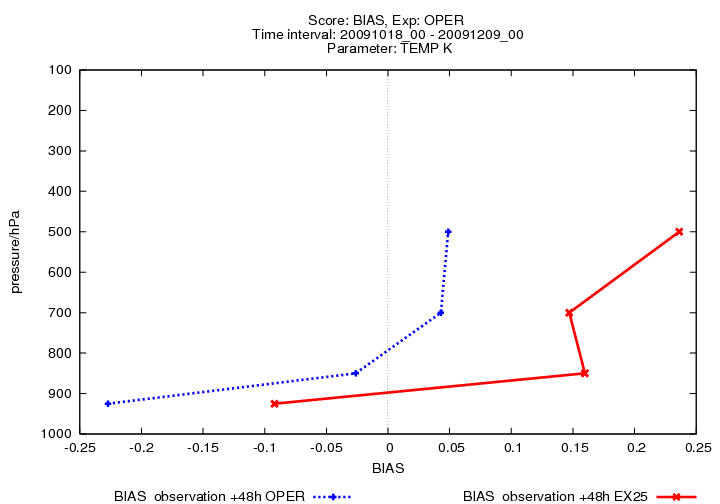 Score: BIAS, Exp: OPER
Time interval: 20091018_00 - 20091209_00
Parameter: TEMP K
100
200
300
400
500
600
700
800
900
1000
pressure/hPa
-0.25 -0.2 -0.15 -0.1 -0.05 0 0.05 0.1 0.15 0.2 0.25
BIAS
BIAS observation +48h OPER
BIAS observation +48h EX25